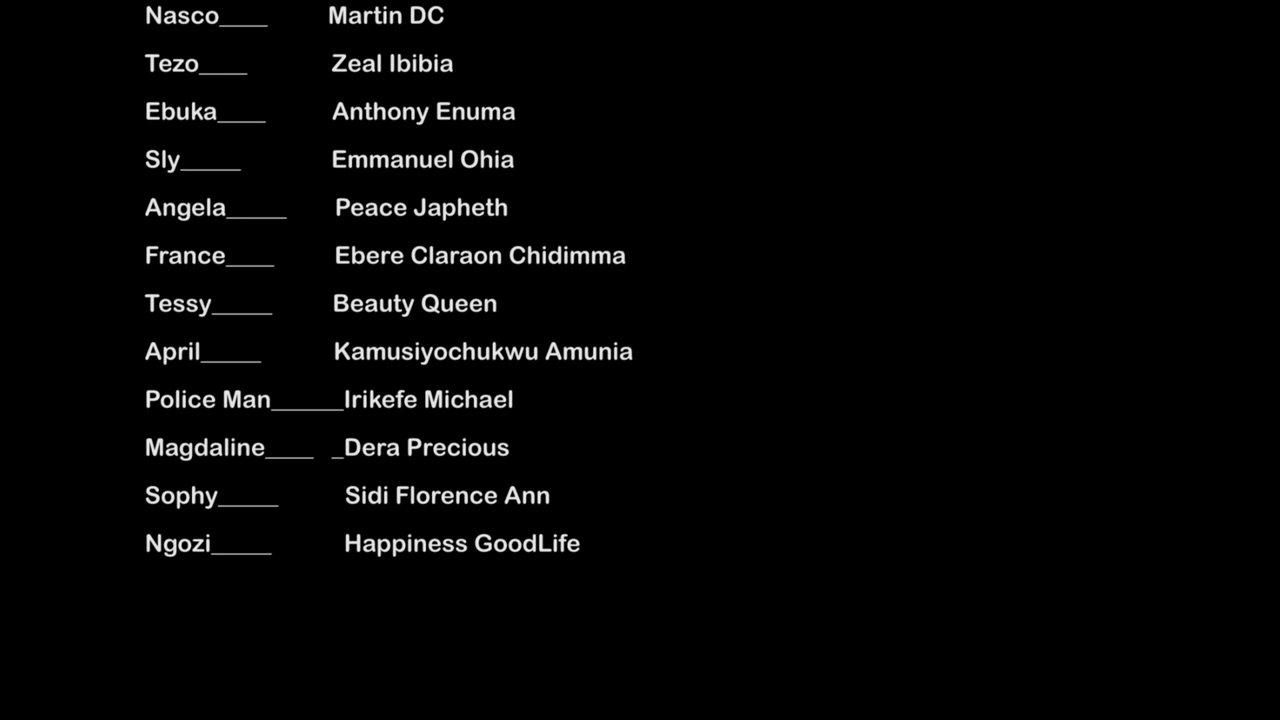 Nasco____ Martin DC
Tezo____ Zeal Ibibia
Ebuka____ Anthony Enuma
Sly_____ Emmanuel Ohia
Angela_____ Peace Japheth
France____ Ebere Claraon Chidimma
Tessy_____ Beauty Queen
April_____ Kamusiyochukwu Amunia
Police Man______Irikefe Michael
Magdaline____ _Dera Precious
Sophy_____ Sidi Florence Ann
Ngozi_____ Happiness GoodLife